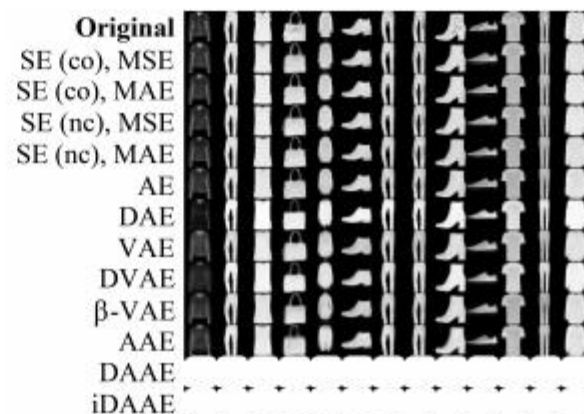 Original
SE (co), MSE
SE (co), MAE
SE (nc), MSE
SE (nc), MAE
AE
DAE
VAE
DVAE
β-VAE
AAE
DAAE
iDAAE